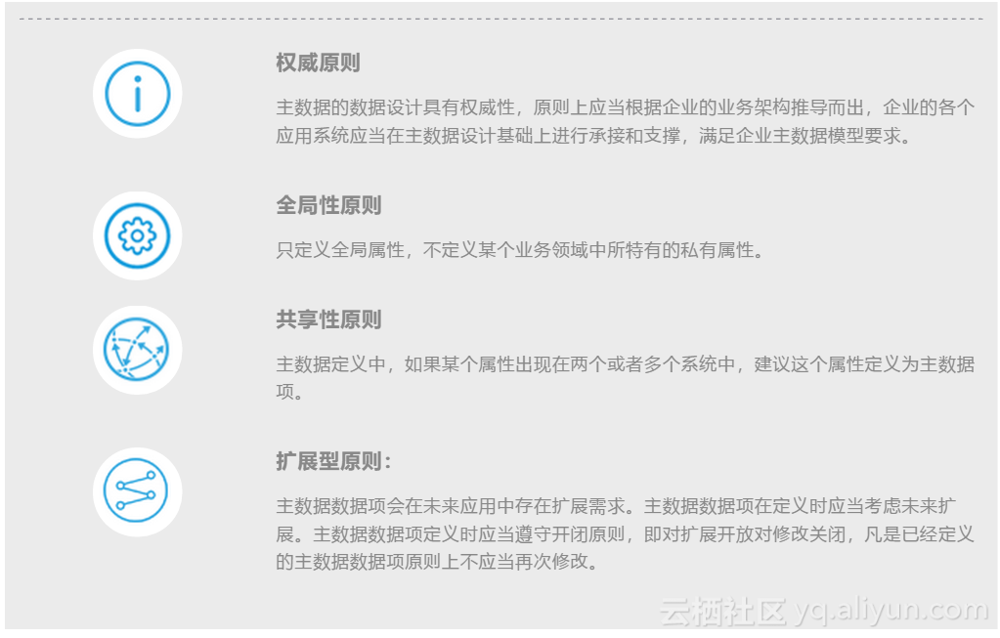 权威原则
主数据的数据设计具有权威性，原则上应当根据企业的业务架构推导而出，企业的各个
应用系统应当在主数据设计基础上进行承接和支撑，满足企业主数据模型要求。
全局性原则
只定义全局属性，不定义某个业务领域中所特有的私有属性。
共享性原则
主数据定义中，如果某个属性出现在两个或者多个系统中，建议这个属性定义为主数据
项。
扩展型原则：
主数据数据项会在未来应用中存在扩展需求。主数据数据项在定义时应当考虑未来扩
展。主数据数据项定义时应当遵守开闭原则，即对扩展开放对修改关闭，凡是已经定义
的主数据数据项原则上不应当再次修改。
云栖社区 yq.aliyun.com